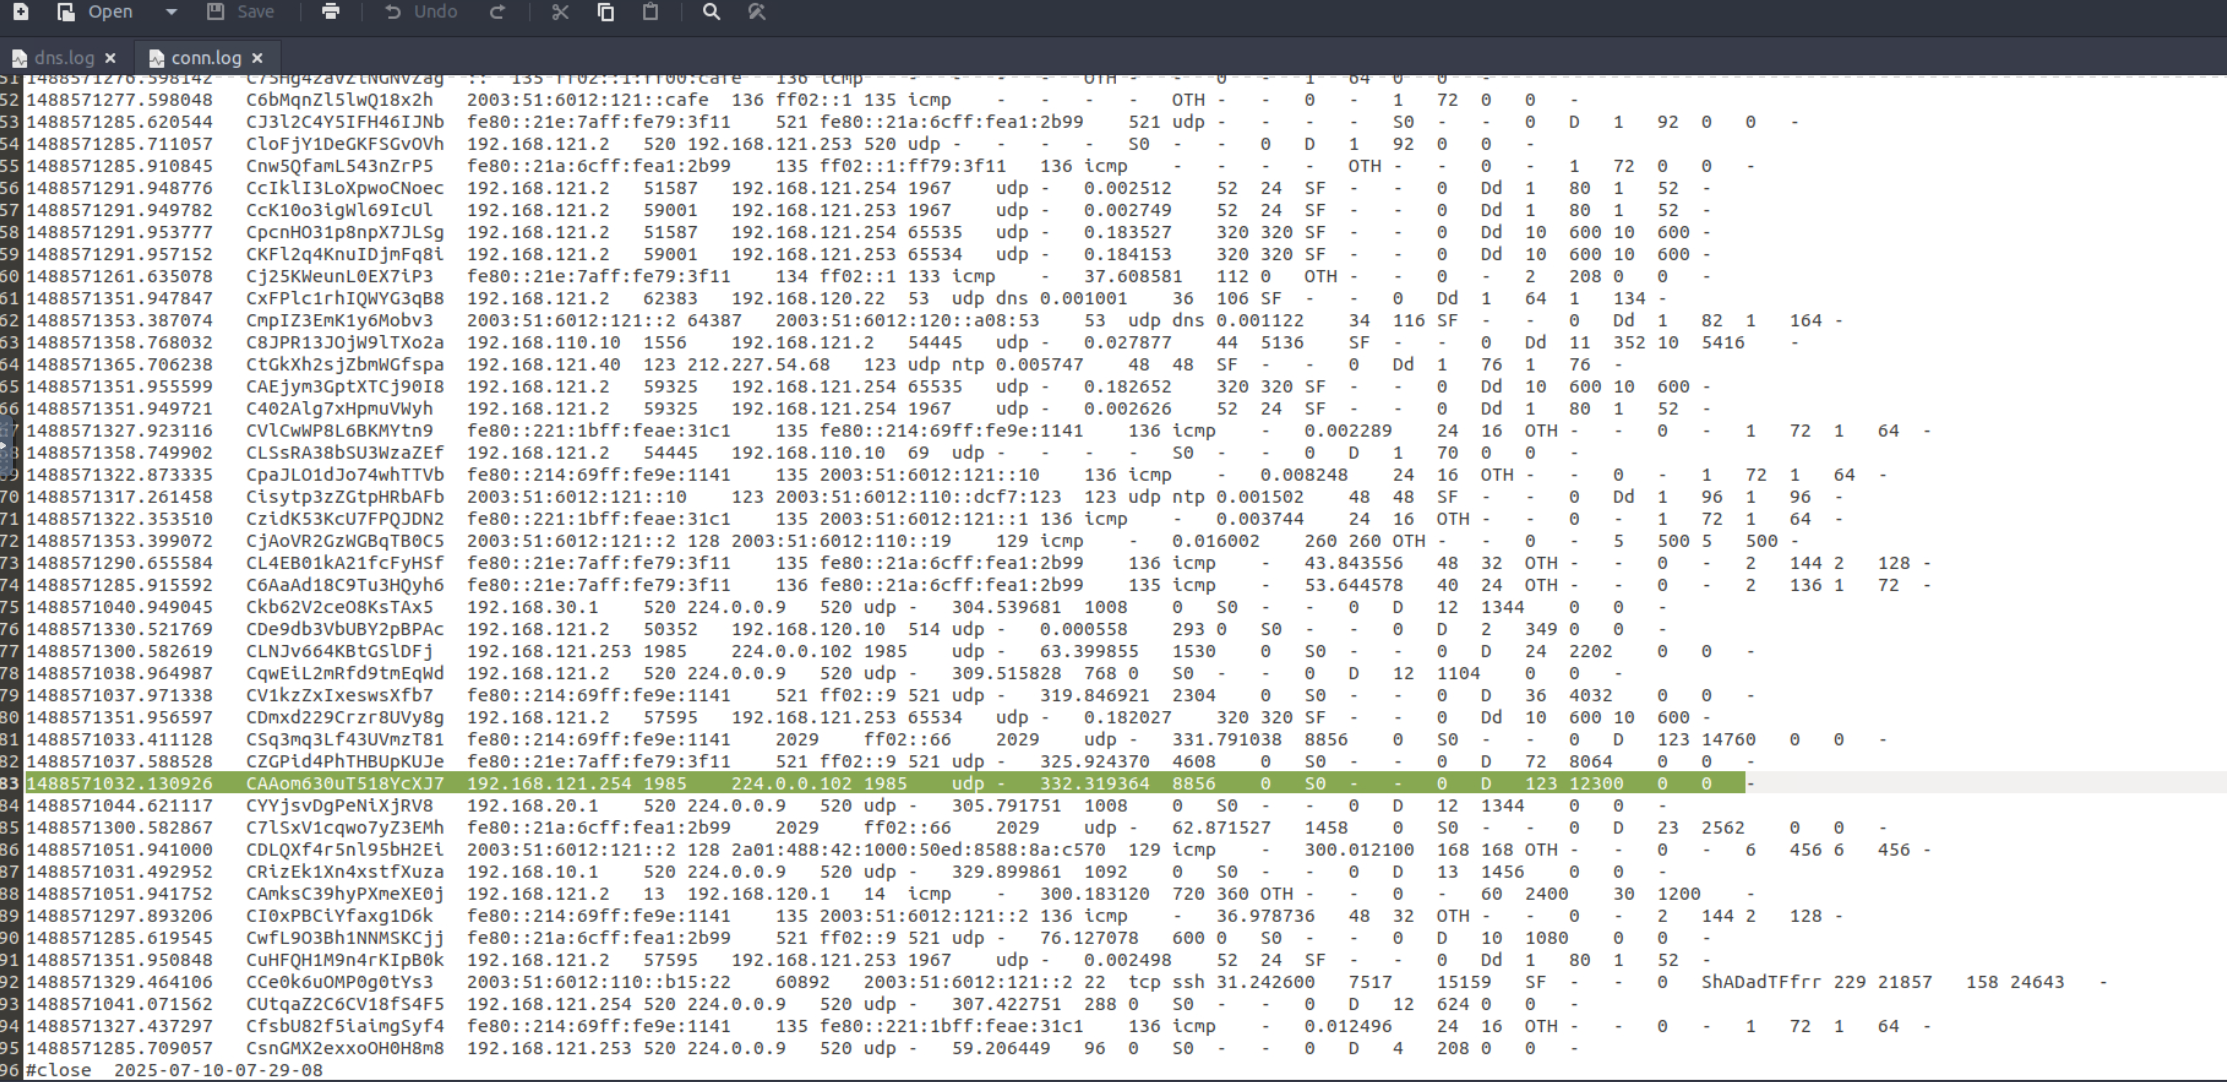 Open Save Undo
dns.log × conn.log ×
51 1488571276.598142 C75Hg42aVZtNGNVZag :: 135 ff02::1:ff00:cafe 136 icmp - - - - OTH - - 0 - 1 64 0 0 -
52 1488571277.598048 C6bMqnZl5lwQ18x2h 2003:51:6012:121::cafe 136 ff02::1 135 icmp - - - - OTH - - 0 - 1 72 0 0 -
53 1488571285.620544 CJ3l2C4Y5IFH46IJNb fe80::21e:7aff:fe79:3f11 521 fe80::21a:6cff:fea1:2b99 521 udp - - - - S0 - - 0 D 1 92 0 0 -
54 1488571285.711057 CloFjY1DeGKFSGvOVh 192.168.121.2 520 192.168.121.253 520 udp - - - - S0 - - 0 D 1 92 0 0 -
55 1488571285.910845 Cnw5QfamL543nZrP5 fe80::21a:6cff:fea1:2b99 135 ff02::1:ff79:3f11 136 icmp - - - - OTH - - 0 - 1 72 0 0 -
56 1488571291.948776 CcIklI3LoXpwoCNoec 192.168.121.2 51587 192.168.121.254 1967 udp - 0.002512 52 24 SF - - 0 Dd 1 80 1 52 -
57 1488571291.949782 CcK10o3igWl69IcUl 192.168.121.2 59001 192.168.121.253 1967 udp - 0.002749 52 24 SF - - 0 Dd 1 80 1 52 -
58 1488571291.953777 CpcnHO31p8npX7JLSg 192.168.121.2 51587 192.168.121.254 65535 udp - 0.183527 320 320 SF - - 0 Dd 10 600 10 600 -
59 1488571291.957152 CKFl2q4KnuIDjmFq8i 192.168.121.2 59001 192.168.121.253 65534 udp - 0.184153 320 320 SF - - 0 Dd 10 600 10 600 -
60 1488571261.635078 Cj25KWeunL0EX7iP3 fe80::21e:7aff:fe79:3f11 134 ff02::1 133 icmp - 37.608581 112 0 OTH - - 0 - 2 208 0 0 -
61 1488571351.947847 CxFPlc1rhIQWYG3qB8 192.168.121.2 62383 192.168.120.22 53 udp dns 0.001001 36 106 SF - - 0 Dd 1 64 1 134 -
62 1488571353.387074 CmpIZ3EmK1y6Mobv3 2003:51:6012:121::2 64387 2003:51:6012:120::a08:53 53 udp dns 0.001122 34 116 SF - - 0 Dd 1 82 1 164 -
63 1488571358.768032 C8JPR13JOjW9lTXo2a 192.168.110.10 1556 192.168.121.2 54445 udp - 0.027877 44 5136 SF - - 0 Dd 11 352 10 5416 -
64 1488571365.706238 CtGkXh2sjZbmWGfspa 192.168.121.40 123 212.227.54.68 123 udp ntp 0.005747 48 48 SF - - 0 Dd 1 76 1 76 -
65 1488571351.955599 CAEjym3GptXTCj90I8 192.168.121.2 59325 192.168.121.254 65535 udp - 0.182652 320 320 SF - - 0 Dd 10 600 10 600 -
66 1488571351.949721 C402Alg7xHpmuVWyh 192.168.121.2 59325 192.168.121.254 1967 udp - 0.002626 52 24 SF - - 0 Dd 1 80 1 52 -
7 1488571327.923116 CVlCwWP8L6BKMYtn9 fe80::221:1bff:feae:31c1 135 fe80::214:69ff:fe9e:1141 136 icmp - 0.002289 24 16 OTH - - 0 - 1 72 1 64 -
8 1488571358.749902 CLSsRA38bSU3WzaZEf 192.168.121.2 54445 192.168.110.10 69 udp - - - - S0 - - 0 D 1 70 0 0 -
69 1488571322.873335 CpaJLO1dJo74whTTVb fe80::214:69ff:fe9e:1141 135 2003:51:6012:121::10 136 icmp - 0.008248 24 16 OTH - - 0 - 1 72 1 64 -
70 1488571317.261458 Cisytp3zZGtpHRbAFb 2003:51:6012:121::10 123 2003:51:6012:110::dcf7:123 123 udp ntp 0.001502 48 48 SF - - 0 Dd 1 96 1 96 -
71 1488571322.353510 CzidK53KcU7FPQJDN2 fe80::221:1bff:feae:31c1 135 2003:51:6012:121::1 136 icmp - 0.003744 24 16 OTH - - 0 - 1 72 1 64 -
72 1488571353.399072 CjAoVR2GzWGBqTB0C5 2003:51:6012:121::2 128 2003:51:6012:110::19 129 icmp - 0.016002 260 260 OTH - - 0 - 5 500 5 500 -
73 1488571290.655584 CL4EB01kA21fcFyHSf fe80::21e:7aff:fe79:3f11 135 fe80::21a:6cff:fea1:2b99 136 icmp - 43.843556 48 32 OTH - - 0 - 2 144 2 128 -
74 1488571285.915592 C6AaAd18C9Tu3HQyh6 fe80::21e:7aff:fe79:3f11 136 fe80::21a:6cff:fea1:2b99 135 icmp - 53.644578 40 24 OTH - - 0 - 2 136 1 72 -
75 1488571040.949045 Ckb62V2ceO8KsTAx5 192.168.30.1 520 224.0.0.9 520 udp - 304.539681 1008 0 S0 - - 0 D 12 1344 0 0 -
76 1488571330.521769 CDe9db3VbUBY2pBPAc 192.168.121.2 50352 192.168.120.10 514 udp - 0.000558 293 0 S0 - - 0 D 2 349 0 0 -
77 1488571300.582619 CLNJv664KBtGSlDFj 192.168.121.253 1985 224.0.0.102 1985 udp - 63.399855 1530 0 S0 - - 0 D 24 2202 0 0 -
78 1488571038.964987 CqwEiL2mRfd9tmEqWd 192.168.121.2 520 224.0.0.9 520 udp - 309.515828 768 0 S0 - - 0 D 12 1104 0 0 -
79 1488571037.971338 CV1kzZxIxeswsXfb7 fe80::214:69ff:fe9e:1141 521 ff02::9 521 udp - 319.846921 2304 0 S0 - - 0 D 36 4032 0 0 -
80 1488571351.956597 CDmxd229Crzr8UVy8g 192.168.121.2 57595 192.168.121.253 65534 udp - 0.182027 320 320 SF - - 0 Dd 10 600 10 600 -
81 1488571033.411128 CSq3mq3Lf43UVmzT81 fe80::214:69ff:fe9e:1141 2029 ff02::66 2029 udp - 331.791038 8856 0 S0 - - 0 D 123 14760 0 0 -
82 1488571037.588528 CZGPid4PhTHBUpKUJe fe80::21e:7aff:fe79:3f11 521 ff02::9 521 udp - 325.924370 4608 0 S0 - - 0 D 72 8064 0 0 -
83 1488571032.130926 CAAom630uT518YcXJ7 192.168.121.254 1985 224.0.0.102 1985 udp - 332.319364 8856 0 S0 - - 0 D 123 12300 0 0 -
84 1488571044.621117 CYYjsvDgPeNiXjRV8 192.168.20.1 520 224.0.0.9 520 udp - 305.791751 1008 0 S0 - - 0 D 12 1344 0 0 -
85 1488571300.582867 C7lSxV1cqwo7yZ3EMh fe80::21a:6cff:fea1:2b99 2029 ff02::66 2029 udp - 62.871527 1458 0 S0 - - 0 D 23 2562 0 0 -
86 1488571051.941000 CDLQXf4r5nl95bH2Ei 2003:51:6012:121::2 128 2a01:488:42:1000:50ed:8588:8a:c570 129 icmp - 300.012100 168 168 OTH - - 0 - 6 456 6 456 -
87 1488571031.492952 CRizEk1Xn4xstfXuza 192.168.10.1 520 224.0.0.9 520 udp - 329.899861 1092 0 S0 - - 0 D 13 1456 0 0 -
88 1488571051.941752 CAmksC39hyPXmeXE0j 192.168.121.2 13 192.168.120.1 14 icmp - 300.183120 720 360 OTH - - 0 - 60 2400 30 1200 -
89 1488571297.893206 CI0xPBCiYfaxg1D6k fe80::214:69ff:fe9e:1141 135 2003:51:6012:121::2 136 icmp - 36.978736 48 32 OTH - - 0 - 2 144 2 128 -
90 1488571285.619545 CwfL9O3Bh1NNMSKCjj fe80::21a:6cff:fea1:2b99 521 ff02::9 521 udp - 76.127078 600 0 S0 - - 0 D 10 1080 0 0 -
91 1488571351.950848 CuHFQH1M9n4rKIpB0k 192.168.121.2 57595 192.168.121.253 1967 udp - 0.002498 52 24 SF - - 0 Dd 1 80 1 52 -
92 1488571329.464106 CCe0k6uOMP0g0tYs3 2003:51:6012:110::b15:22 60892 2003:51:6012:121::2 22 tcp ssh 31.242600 7517 15159 SF - - 0 ShADadTFfrr 229 21857 158 24643 -
93 1488571041.071562 CUtqaZ2C6CV18fS4F5 192.168.121.254 520 224.0.0.9 520 udp - 307.422751 288 0 S0 - - 0 D 12 624 0 0 -
94 1488571327.437297 CfsbU82f5iaimgSyf4 fe80::214:69ff:fe9e:1141 135 fe80::221:1bff:feae:31c1 136 icmp - 0.012496 24 16 OTH - - 0 - 1 72 1 64 -
95 1488571285.709057 CsnGMX2exxoOH0H8m8 192.168.121.253 520 224.0.0.9 520 udp - 59.206449 96 0 S0 - - 0 D 4 208 0 0 -
96 #close 2025-07-10-07-29-08